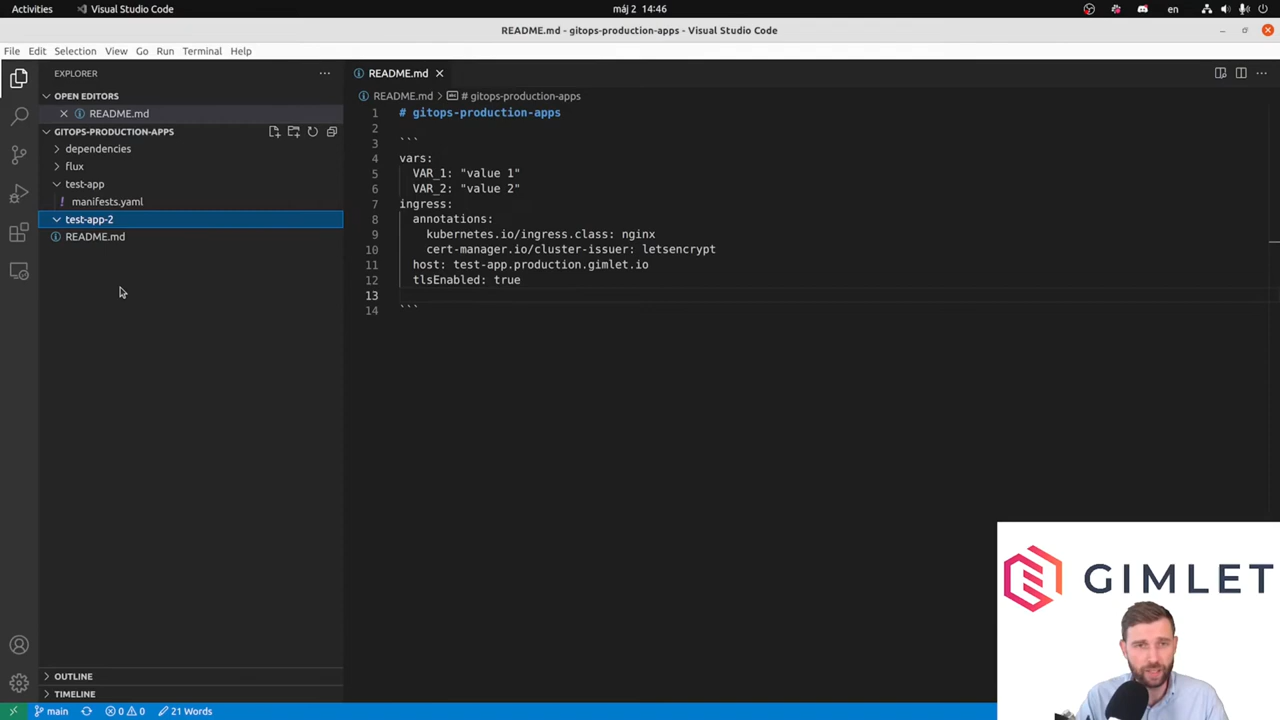 Activities
Visual Studio Code
máj 2 14:46
en
README.md - gitops-production-apps - Visual Studio Code
File Edit Selection View Go Run Terminal Help
EXPLORER
OPEN EDITORS
README.md
GITOPS-PRODUCTION-APPS
dependencies
flux
test-app
! manifests.yaml
test-app-2
README.md
OUTLINE
TIMELINE
README.md
README.md > # gitops-production-apps
1 # gitops-production-apps
2
3 ```
4 vars:
5 VAR_1: "value 1"
6 VAR_2: "value 2"
7 ingress:
8 annotations:
9 kubernetes.io/ingress.class: nginx
10 cert-manager.io/cluster-issuer: letsencrypt
11 host: test-app.production.gimlet.io
12 tlsEnabled: true
13
14 ```
GIMLET
main 0 0 21 Words